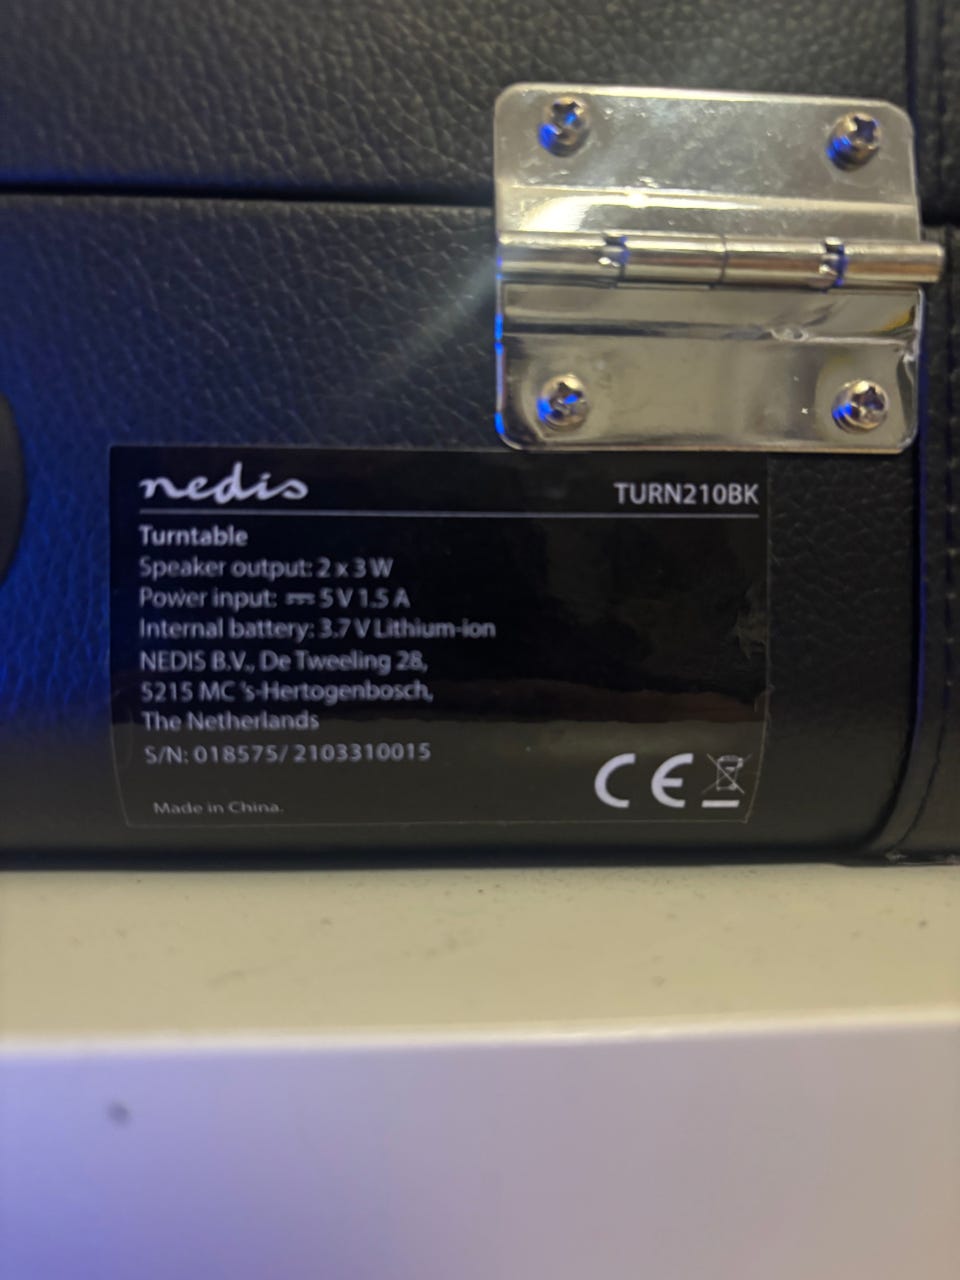 nedis
TURN210BK
Turntable
Speaker output: 2 x 3 W
Power input: ⎓ 5 V 1.5 A
Internal battery: 3.7 V Lithium-ion
NEDIS B.V., De Tweeling 28,
5215 MC 's-Hertogenbosch,
The Netherlands
S/N: 018575/ 2103310015
Made in China.
CE